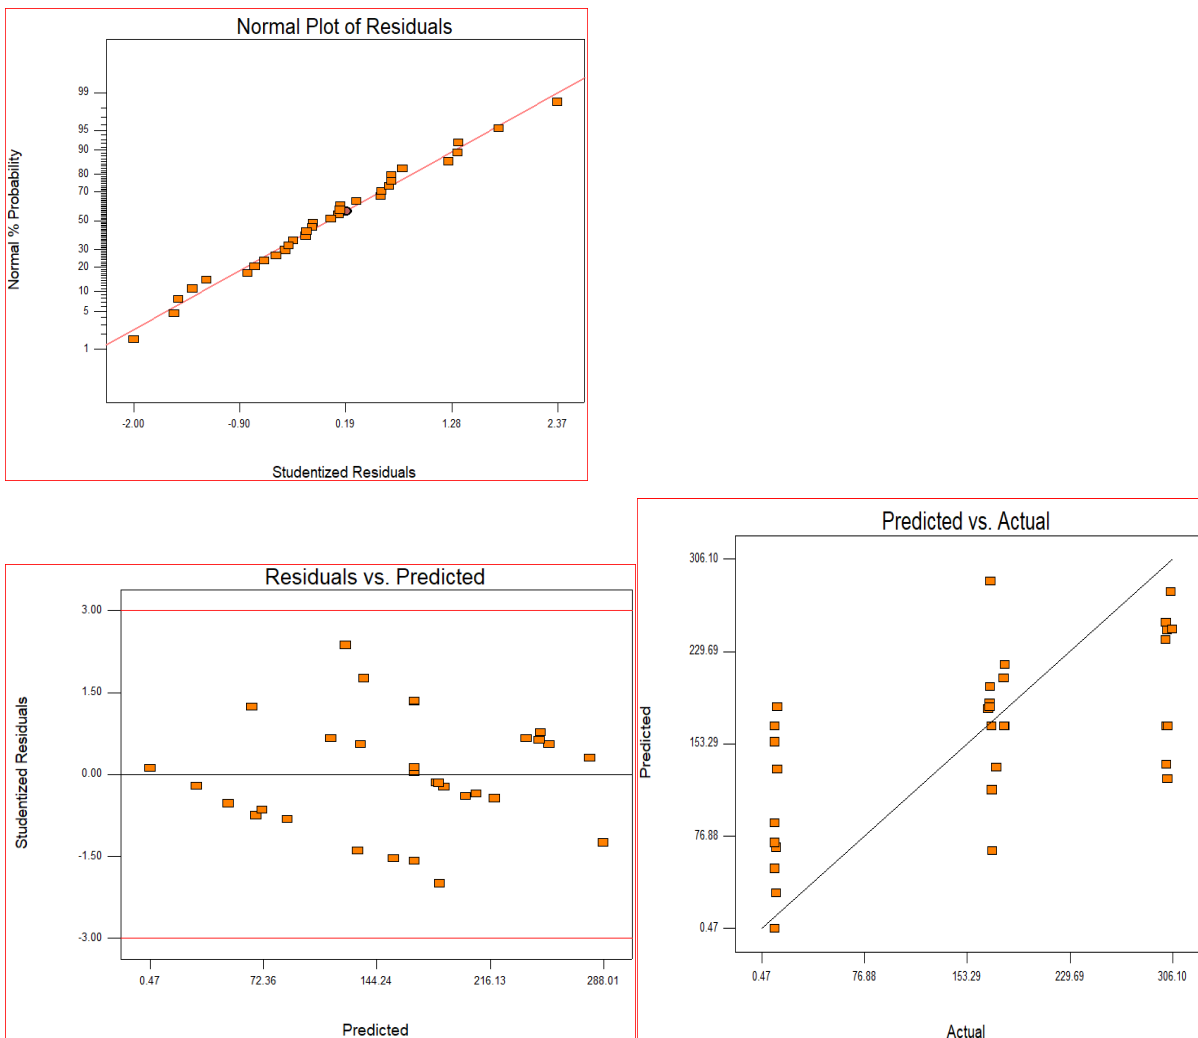 Normal Plot of Residuals
Normal % Probability
99
95
90
80
70
50
30
20
10
5
1
-2.00 -0.90 0.19 1.28 2.37
Studentized Residuals
Residuals vs. Predicted
Studentized Residuals
3.00
1.50
0.00
-1.50
-3.00
0.47 72.36 144.24 216.13 288.01
Predicted
Predicted vs. Actual
Predicted
306.10
229.69
153.29
76.88
0.47
0.47 76.88 153.29 229.69 306.10
Actual